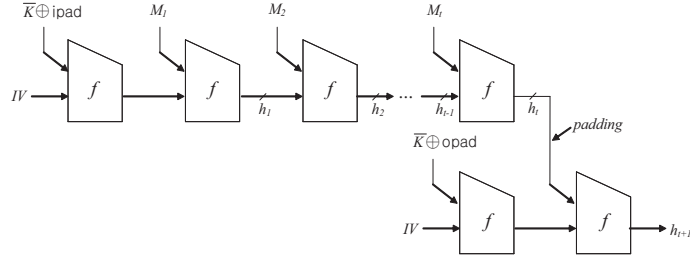 K̅⊕ipad M₁ M₂ Mₜ
IV f f f ... f
h₁ h₂ hₜ₋₁ hₜ
padding
K̅⊕opad
IV f f hₜ₊₁